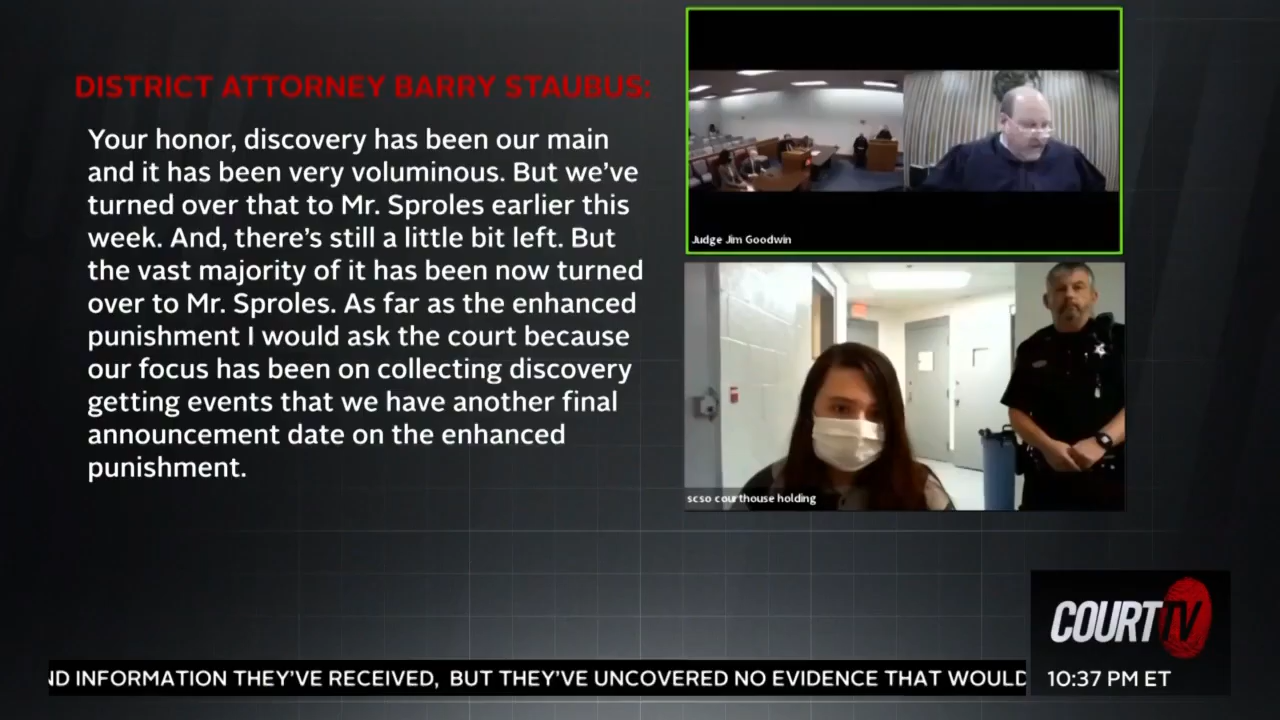 DISTRICT ATTORNEY BARRY STAUBUS:
Your honor, discovery has been our main
and it has been very voluminous. But we've
turned over that to Mr. Sproles earlier this
week. And, there's still a little bit left. But
the vast majority of it has been now turned
over to Mr. Sproles. As far as the enhanced
punishment I would ask the court because
our focus has been on collecting discovery
getting events that we have another final
announcement date on the enhanced
punishment.
Judge Jim Goodwin
scso courthouse holding
COURT TV
ND INFORMATION THEY'VE RECEIVED, BUT THEY'VE UNCOVERED NO EVIDENCE THAT WOULD
10:37 PM ET